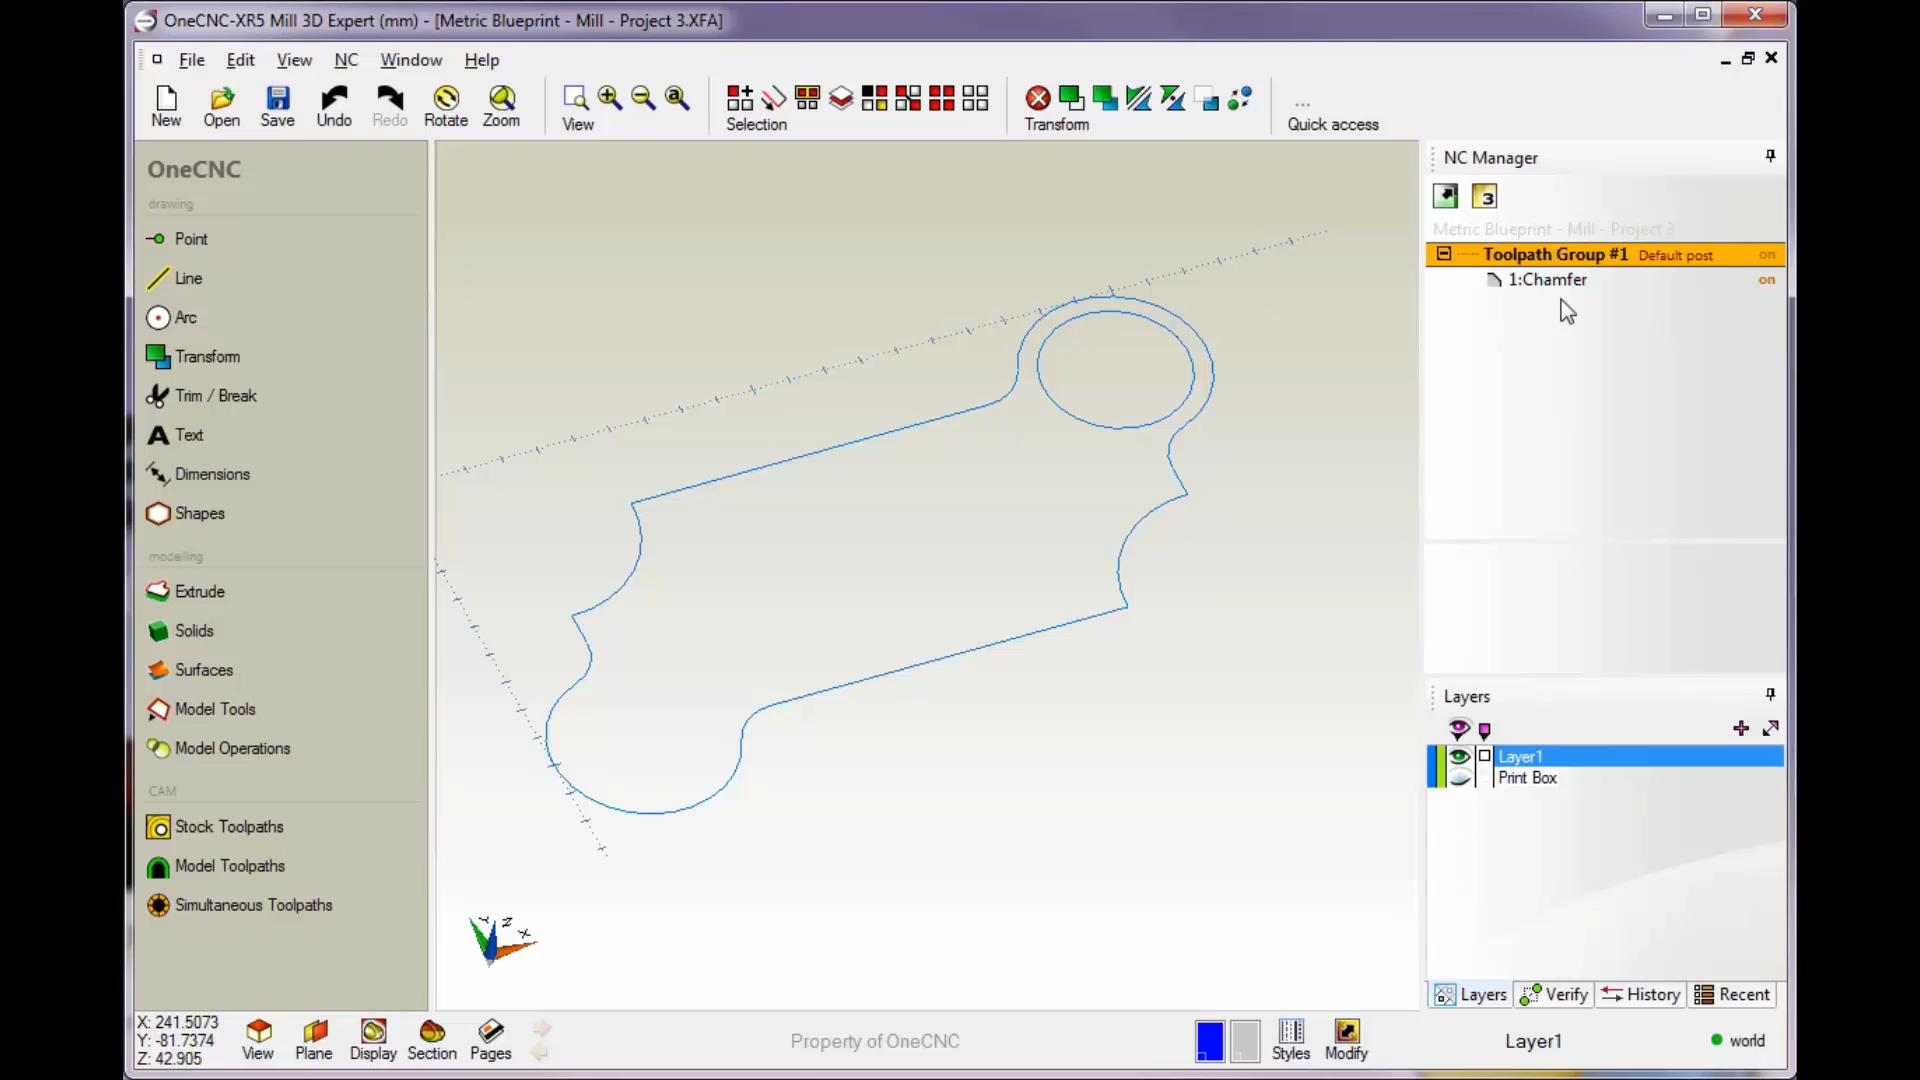 OneCNC-XR5 Mill 3D Expert (mm) - [Metric Blueprint - Mill - Project 3.XFA]
File Edit View NC Window Help
New Open Save Undo Redo Rotate Zoom View Selection Transform ... Quick access
OneCNC
drawing
Point
Line
Arc
Transform
Trim / Break
Text
Dimensions
Shapes
modelling
Extrude
Solids
Surfaces
Model Tools
Model Operations
CAM
Stock Toolpaths
Model Toolpaths
Simultaneous Toolpaths
Y Z X
NC Manager
3
Metric Blueprint - Mill - Project 3
Toolpath Group #1 Default post on
1:Chamfer on
Layers
Layer1
Print Box
Layers Verify History Recent
X: 241.5073
Y: -81.7374
Z: 42.905
View Plane Display Section Pages
Property of OneCNC
Styles Modify
Layer1
world